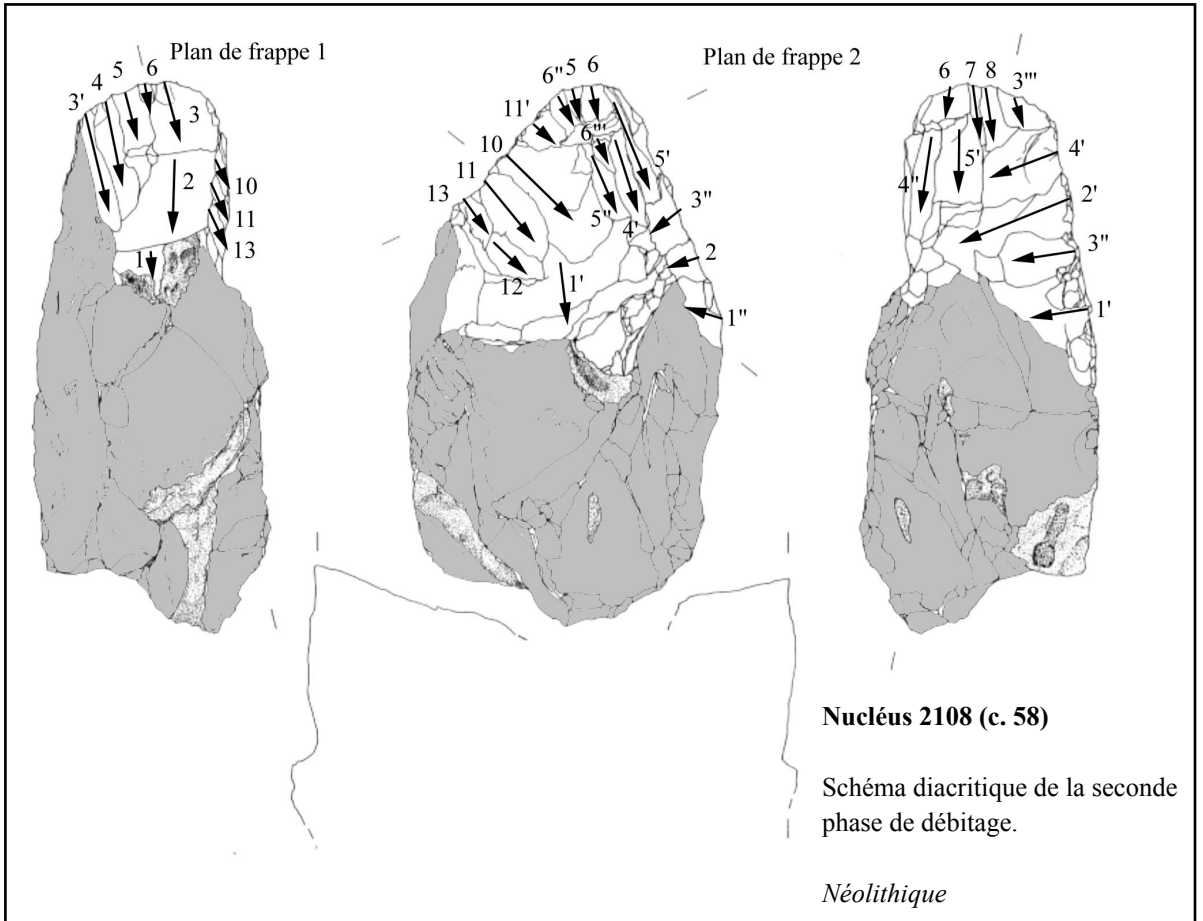 Plan de frappe 1
3' 4 5 6 3
2
1
10
11
13
Plan de frappe 2
6" 5 6
11'
10
11
13
6'''
5'
3"
5"
4'
2
12
1'
1"
6 7 8 3'''
4'
5'
4"
2'
3"
1'
Nucléus 2108 (c. 58)
Schéma diacritique de la seconde
phase de débitage.
Néolithique